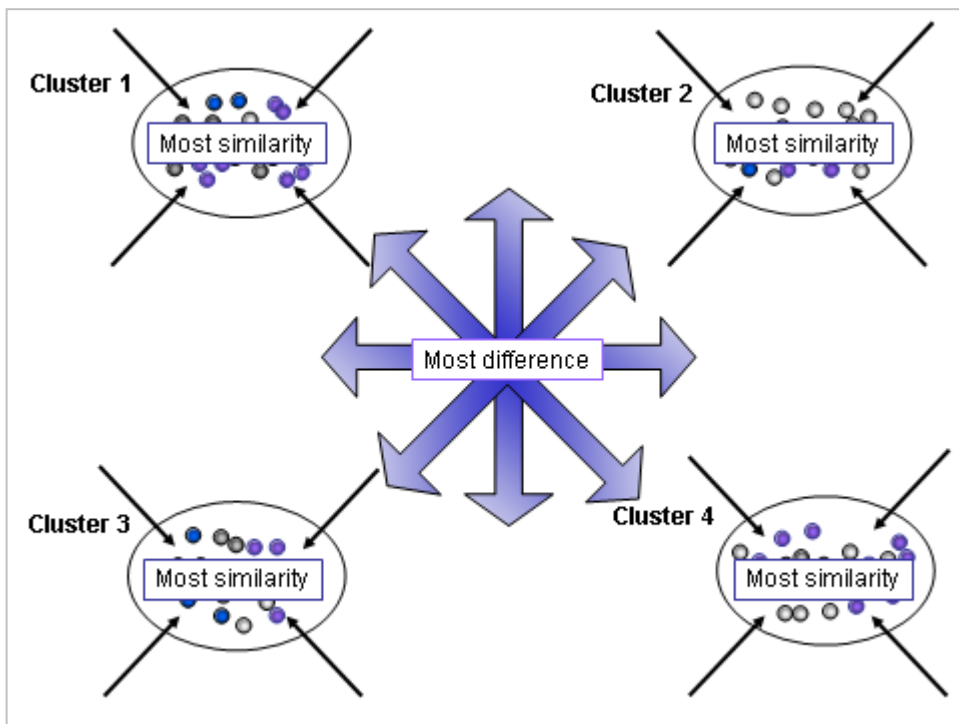 Cluster 1
Most similarity
Cluster 2
Most similarity
Most difference
Cluster 3
Most similarity
Cluster 4
Most similarity